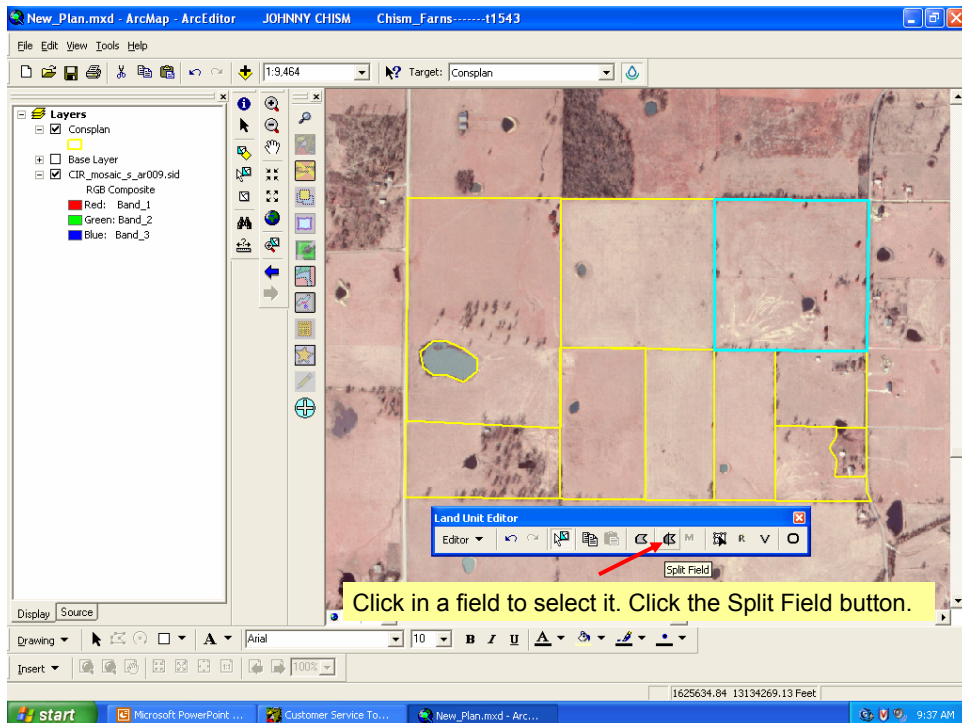 New_Plan.mxd - ArcMap - ArcEditor JOHNNY CHISM Chism_Farns-------t1543
File Edit View Tools Help
1:9,464
Target: Consplan
Layers
Consplan
Base Layer
CIR_mosaic_s_ar009.sid
RGB Composite
Red: Band_1
Green: Band_2
Blue: Band_3
Land Unit Editor
Editor
M
R
V
Split Field
Click in a field to select it. Click the Split Field button.
Display Source
Drawing
A
Arial
10
B I U A
Insert
100%
1625634.84 13134269.13 Feet
start
Microsoft PowerPoint ...
Customer Service To...
New_Plan.mxd - Arc...
9:37 AM